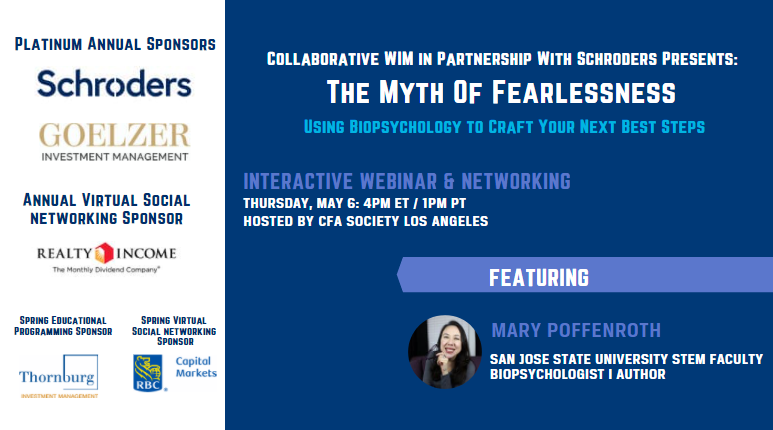 Platinum Annual Sponsors
Schroders
GOELZER
INVESTMENT MANAGEMENT
Annual Virtual Social
networking Sponsor
REALTY INCOME
The Monthly Dividend Company®
Spring Educational
Programming Sponsor
Thornburg
INVESTMENT MANAGEMENT
Spring Virtual
Social networking
Sponsor
RBC®
Capital
Markets
Collaborative WIM in Partnership With Schroders Presents:
The Myth Of Fearlessness
Using Biopsychology to Craft Your Next Best Steps
INTERACTIVE WEBINAR & NETWORKING
THURSDAY, MAY 6: 4PM ET / 1PM PT
HOSTED BY CFA SOCIETY LOS ANGELES
FEATURING
MARY POFFENROTH
SAN JOSE STATE UNIVERSITY STEM FACULTY
BIOPSYCHOLOGIST I AUTHOR